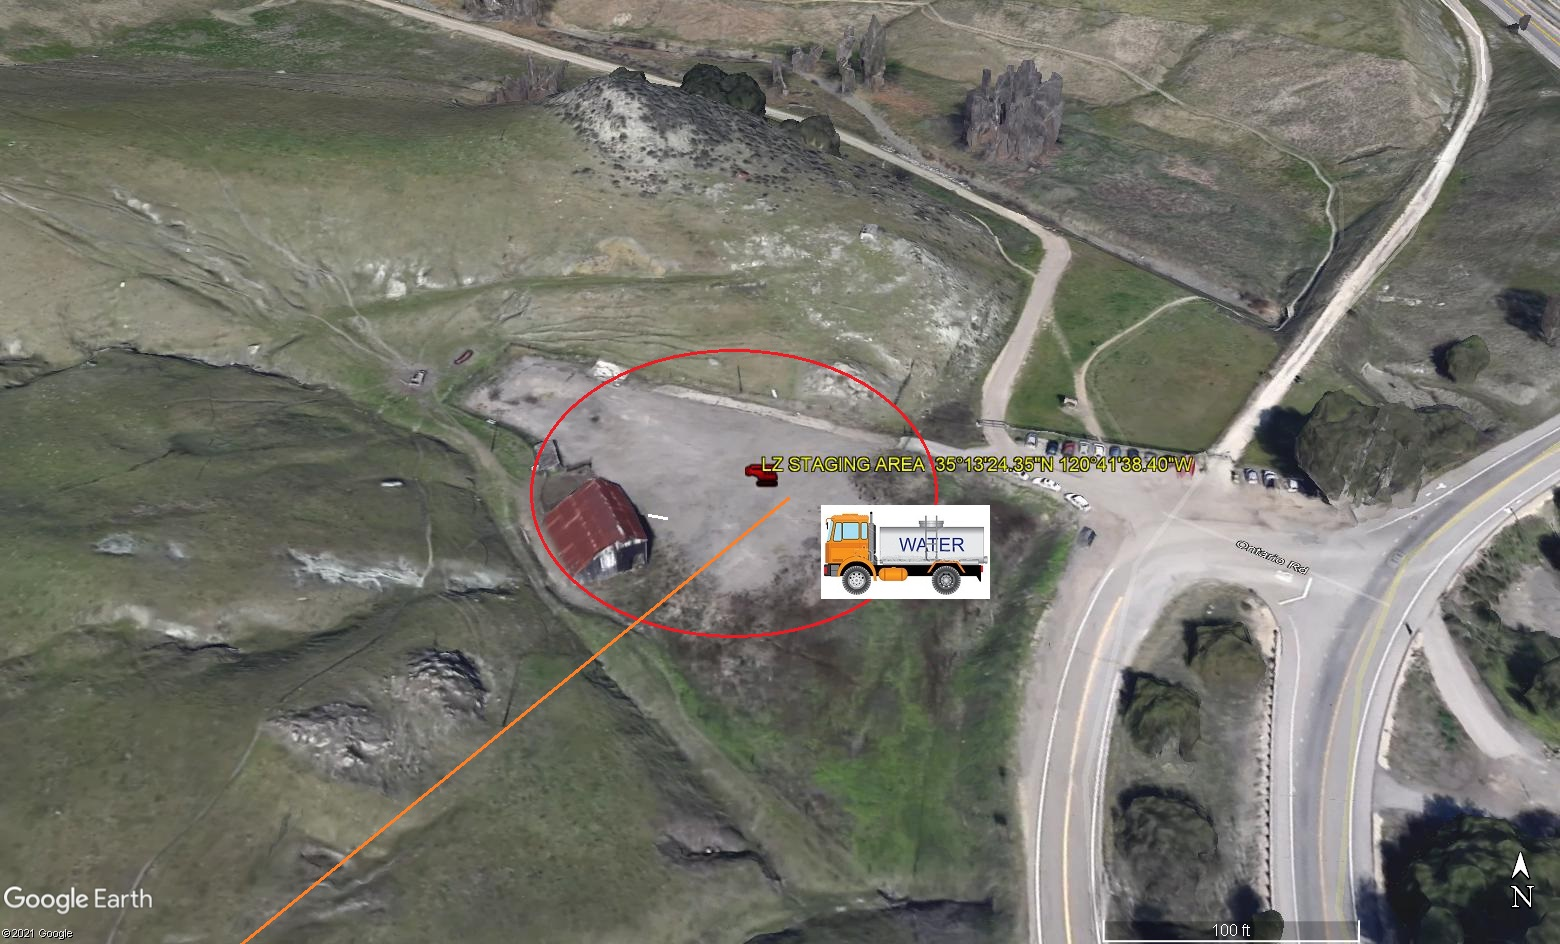 LZ STAGING AREA 35°13'24.35"N 120°41'38.40"W
WATER
Ontario Rd
Google Earth
©2021 Google
100 ft
N